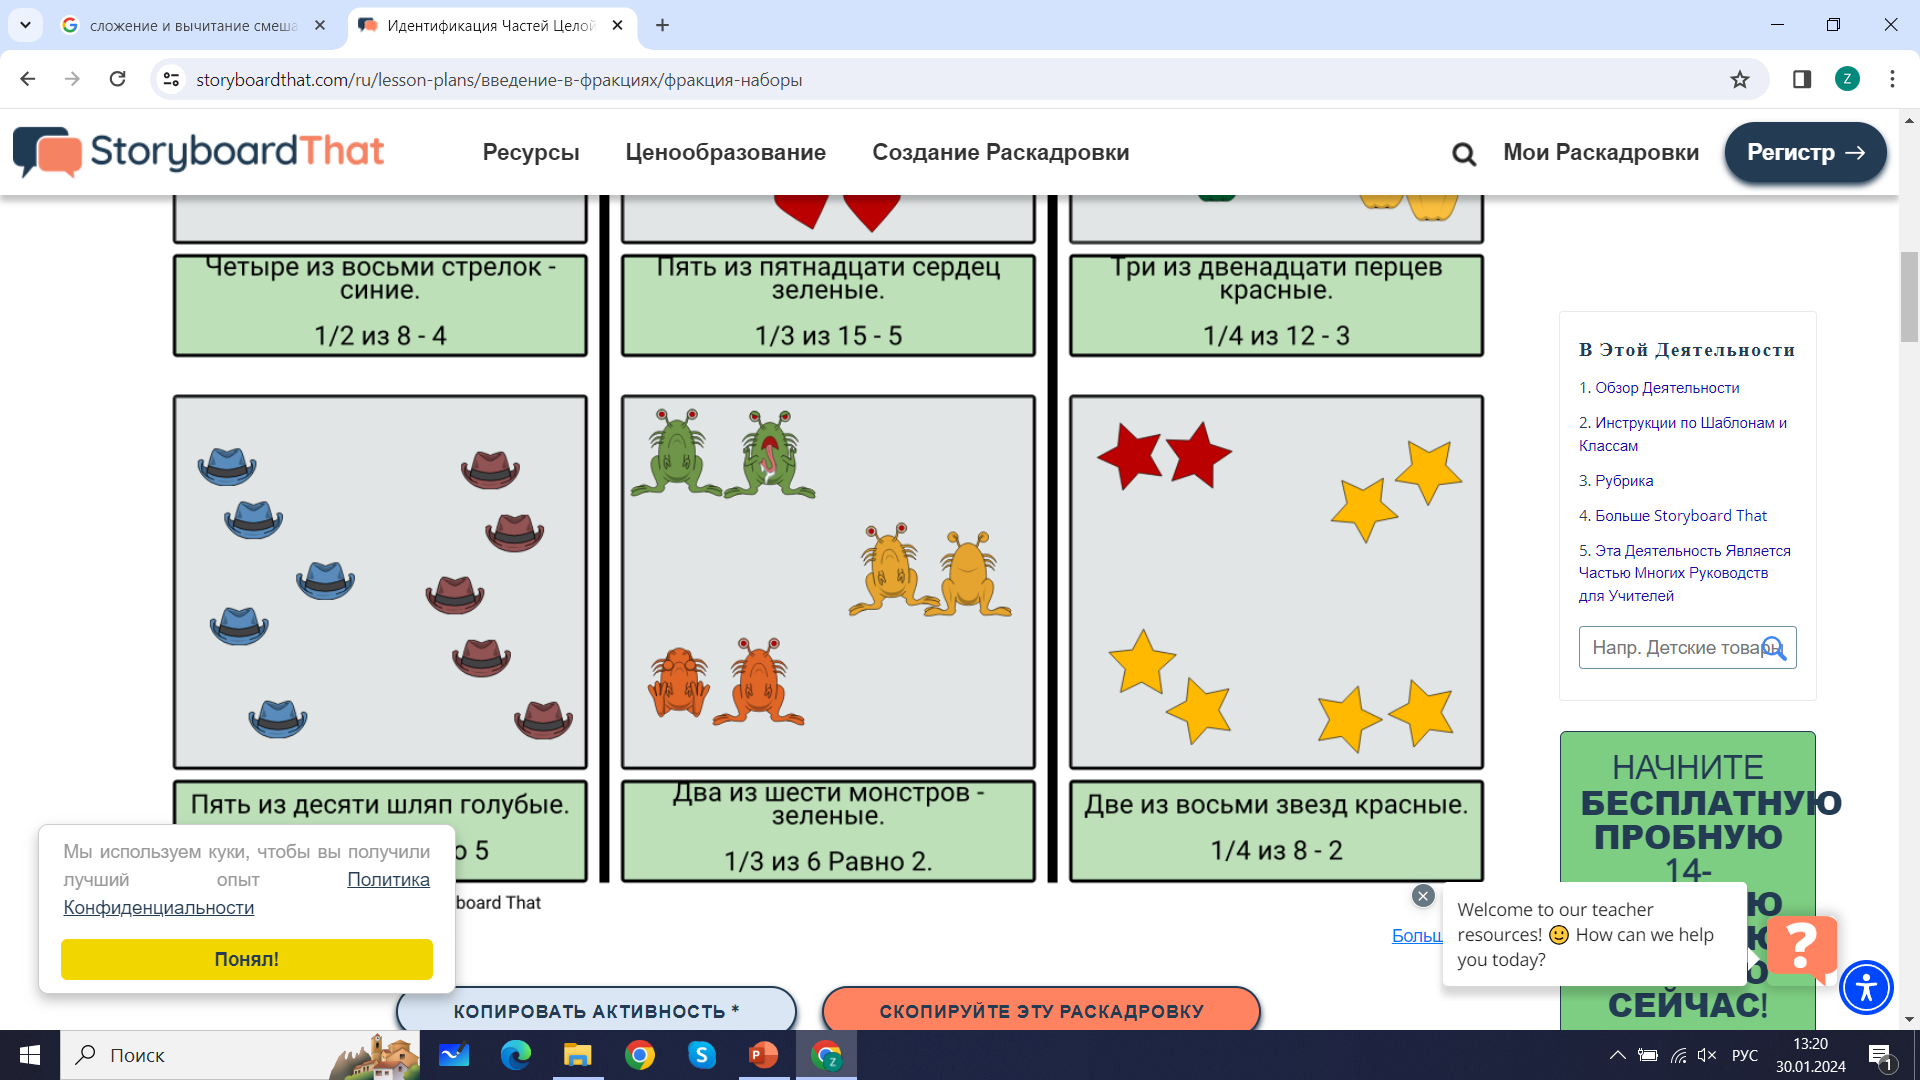 сложение и вычитание смеша
Идентификация Частей Целой
storyboardthat.com/ru/lesson-plans/введение-в-фракциях/фракция-наборы
Z
StoryboardThat
Ресурсы
Ценообразование
Создание Раскадровки
Мои Раскадровки
Регистр
Четыре из восьми стрелок -
синие.
1/2 из 8 - 4
Пять из пятнадцати сердец
зеленые.
1/3 из 15 - 5
Три из двенадцати перцев
красные.
1/4 из 12 - 3
Пять из десяти шляп голубые.
о 5
Два из шести монстров -
зеленые.
1/3 из 6 Равно 2.
Две из восьми звезд красные.
1/4 из 8 - 2
board That
Больш
КОПИРОВАТЬ АКТИВНОСТЬ *
СКОПИРУЙТЕ ЭТУ РАСКАДРОВКУ
В Этой Деятельности
1. Обзор Деятельности
2. Инструкции по Шаблонам и
Классам
3. Рубрика
4. Больше Storyboard That
5. Эта Деятельность Является
Частью Многих Руководств
для Учителей
Напр. Детские товары
НАЧНИТЕ
БЕСПЛАТНУЮ
ПРОБНУЮ
14-
Ю
О
СЕЙЧАС!
Мы используем куки, чтобы вы получили
лучший опыт Политика
Конфиденциальности
Понял!
Welcome to our teacher
resources! How can we help
you today?
?
Поиск
РУС
13:20
30.01.2024
1